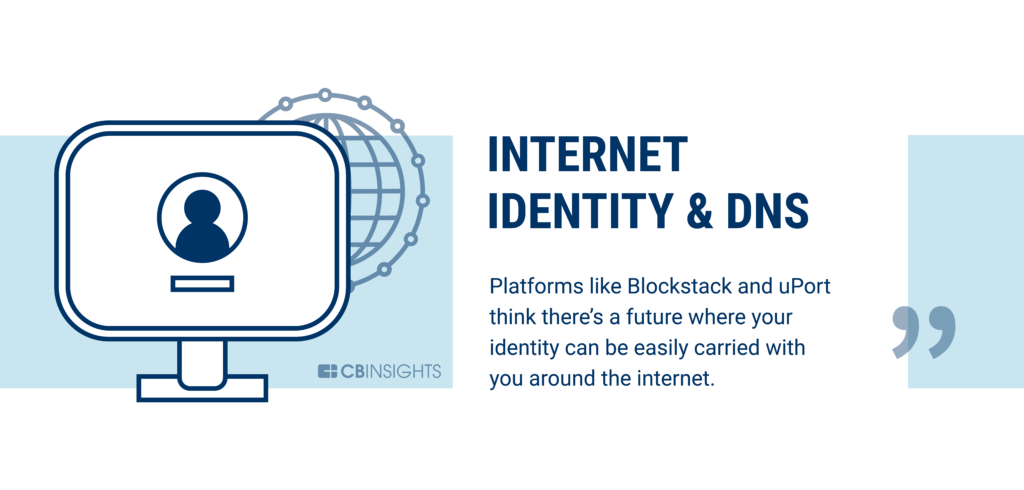 INTERNET
IDENTITY & DNS
Platforms like Blockstack and uPort
think there’s a future where your
identity can be easily carried with
you around the internet.
”
CBINSIGHTS